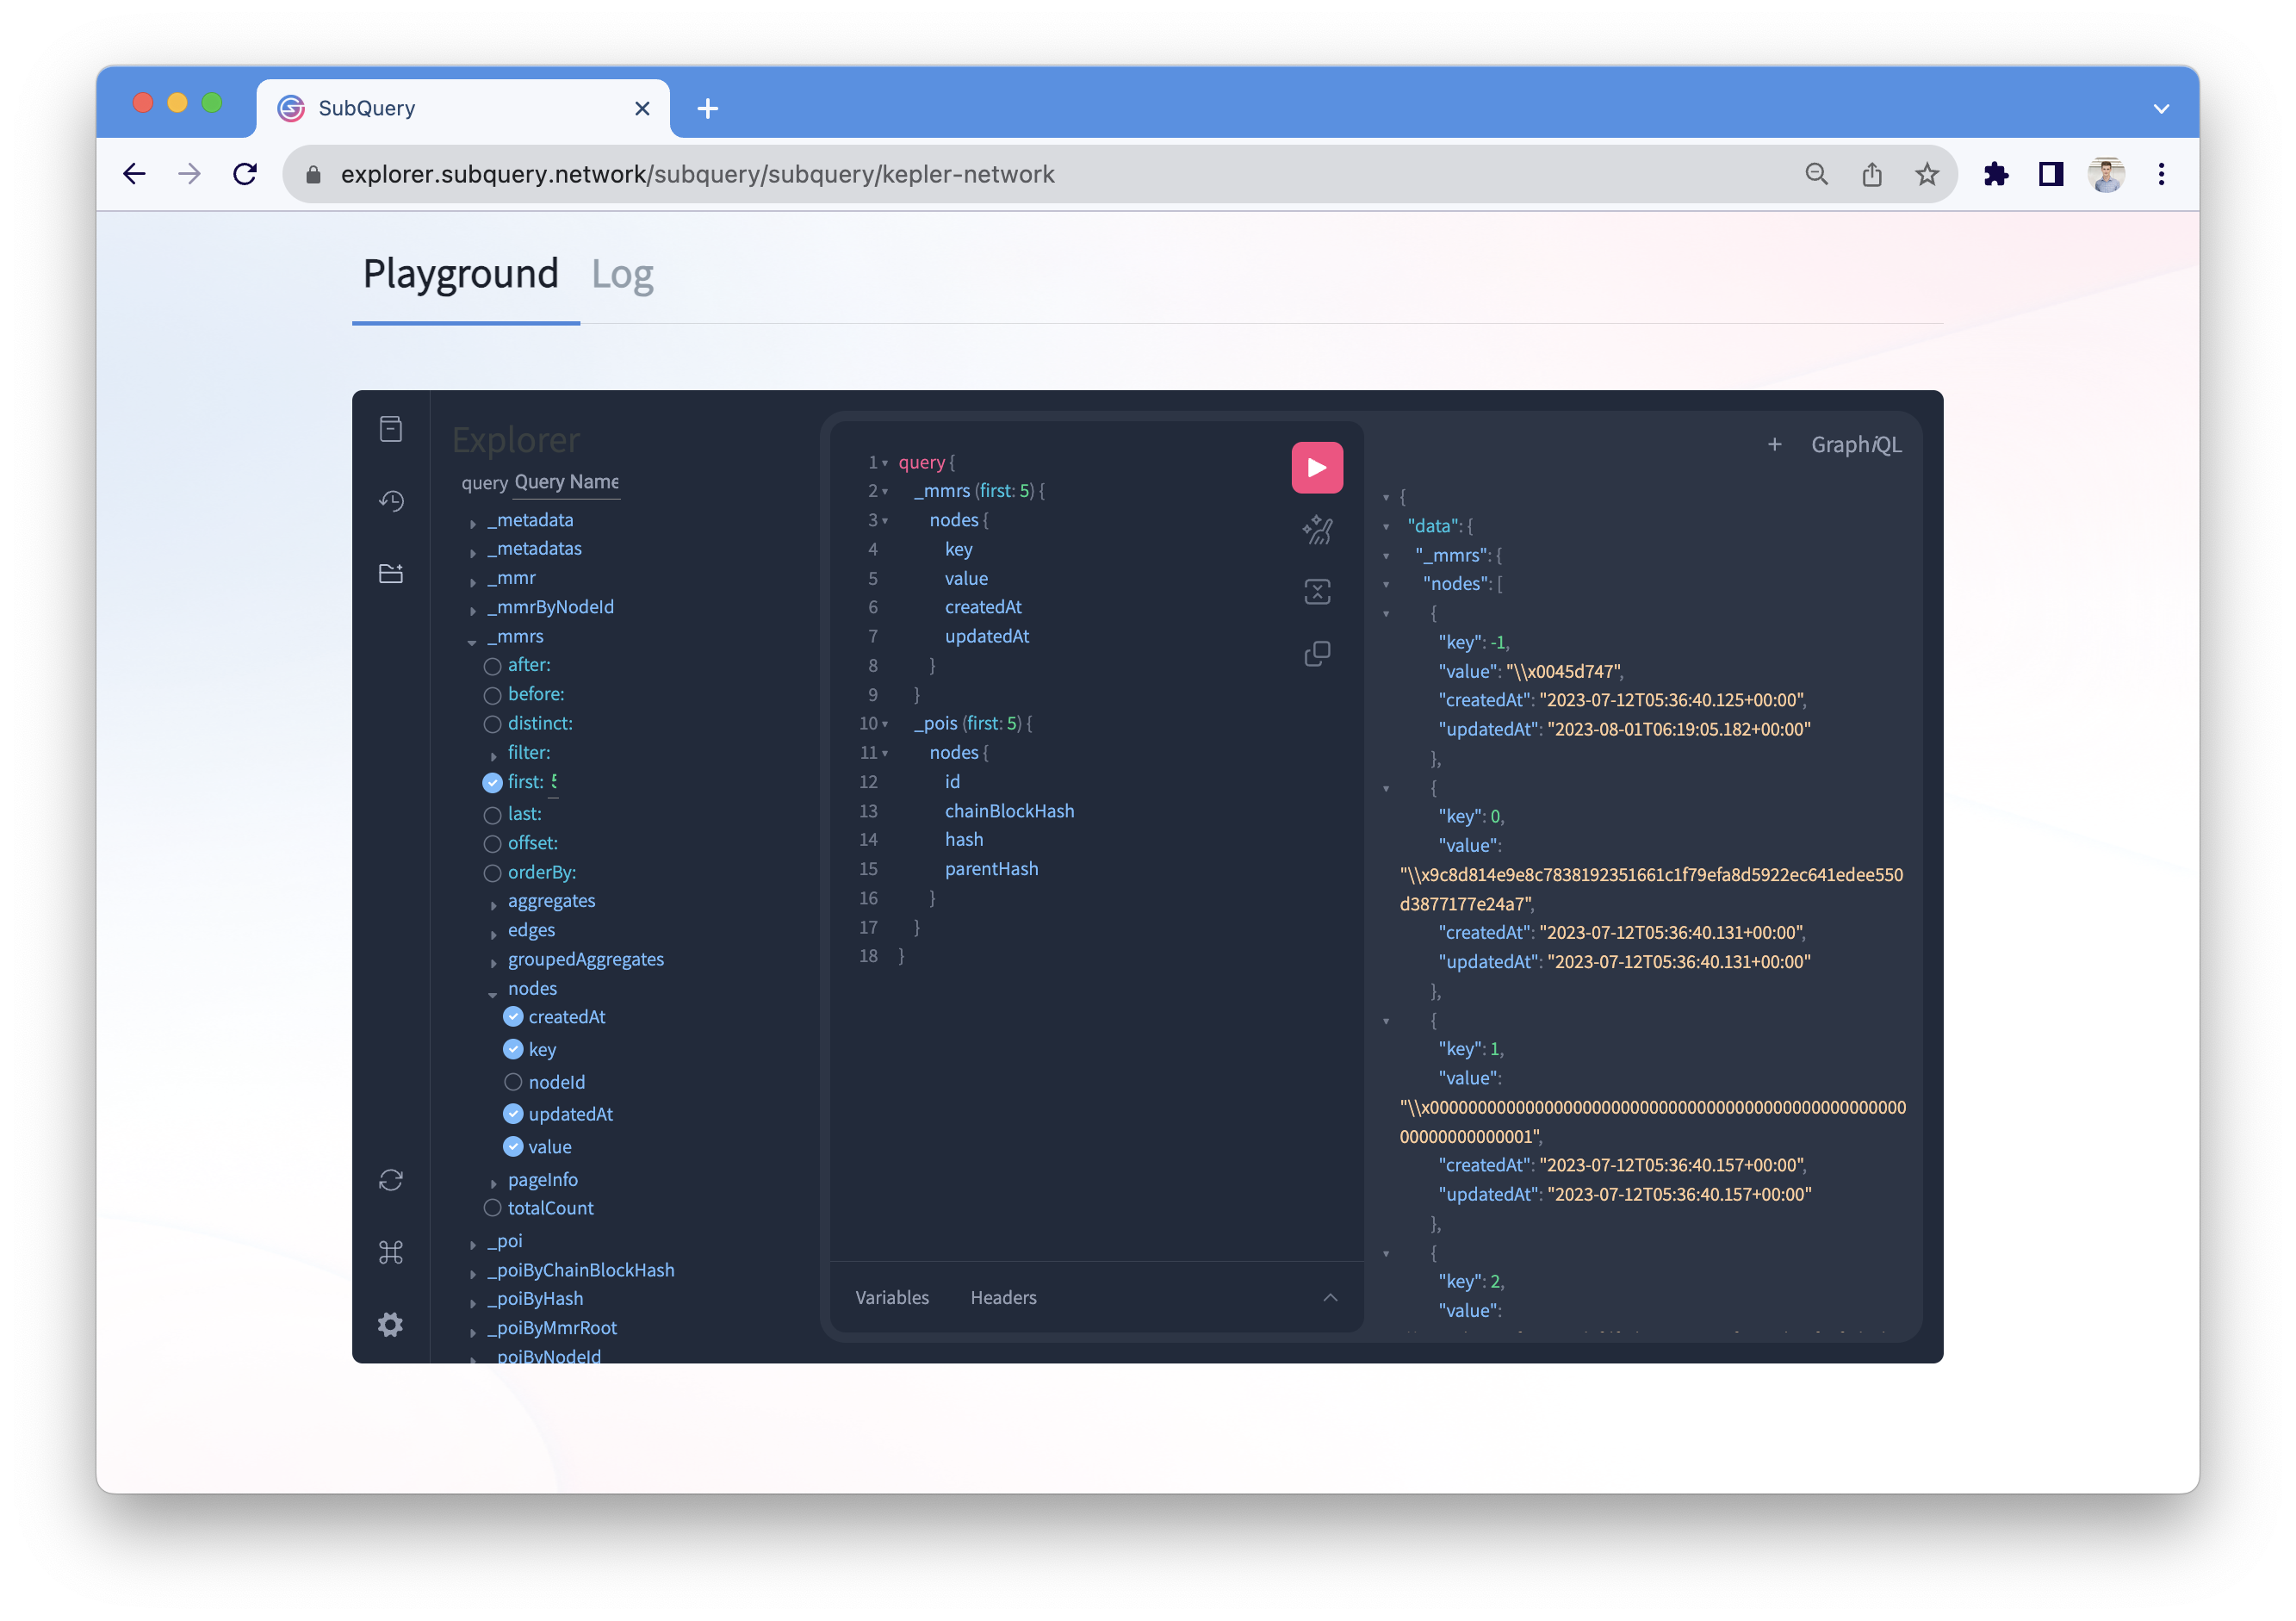 SubQuery
explorer.subquery.network/subquery/subquery/kepler-network
Playground Log
Explorer
query Query Name
_metadata
_metadatas
_mmr
_mmrByNodeId
_mmrs
after:
before:
distinct:
filter:
first: 5
last:
offset:
orderBy:
aggregates
edges
groupedAggregates
nodes
createdAt
key
nodeId
updatedAt
value
pageInfo
totalCount
_poi
_poiByChainBlockHash
_poiByHash
_poiByMmrRoot
_poiByNodeId
1 query {
2 _mmrs (first: 5) {
3 nodes {
4 key
5 value
6 createdAt
7 updatedAt
8 }
9 }
10 _pois (first: 5) {
11 nodes {
12 id
13 chainBlockHash
14 hash
15 parentHash
16 }
17 }
18 }
Variables Headers
+ GraphiQL
{
"data": {
"_mmrs": {
"nodes": [
{
"key": -1,
"value": "\\x0045d747",
"createdAt": "2023-07-12T05:36:40.125+00:00",
"updatedAt": "2023-08-01T06:19:05.182+00:00"
},
{
"key": 0,
"value":
"\\x9c8d814e9e8c7838192351661c1f79efa8d5922ec641edee550
d3877177e24a7",
"createdAt": "2023-07-12T05:36:40.131+00:00",
"updatedAt": "2023-07-12T05:36:40.131+00:00"
},
{
"key": 1,
"value":
"\\x000000000000000000000000000000000000000000000000000
0000000000001",
"createdAt": "2023-07-12T05:36:40.157+00:00",
"updatedAt": "2023-07-12T05:36:40.157+00:00"
},
{
"key": 2,
"value":